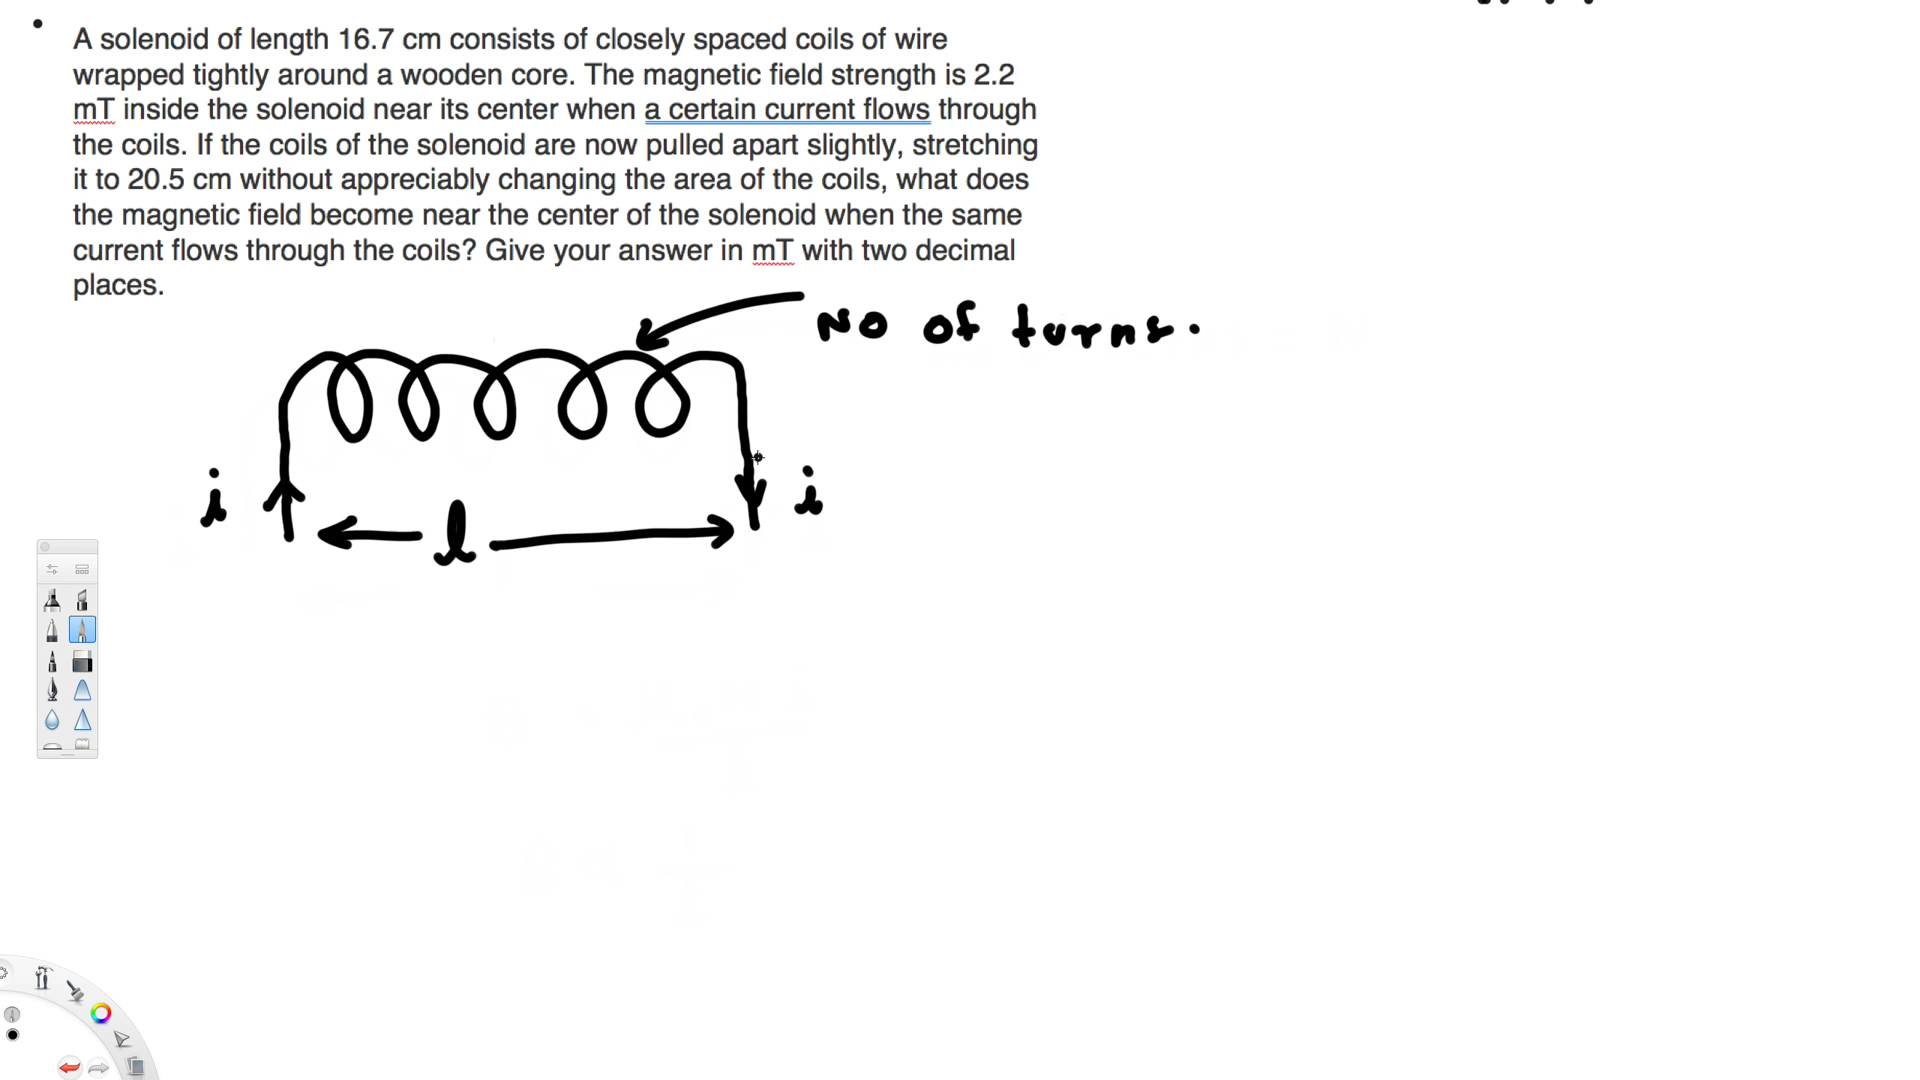 A solenoid of length 16.7 cm consists of closely spaced coils of wire
wrapped tightly around a wooden core. The magnetic field strength is 2.2
mT inside the solenoid near its center when a certain current flows through
the coils. If the coils of the solenoid are now pulled apart slightly, stretching
it to 20.5 cm without appreciably changing the area of the coils, what does
the magnetic field become near the center of the solenoid when the same
current flows through the coils? Give your answer in mT with two decimal
places.
No of turns.
i
i
l